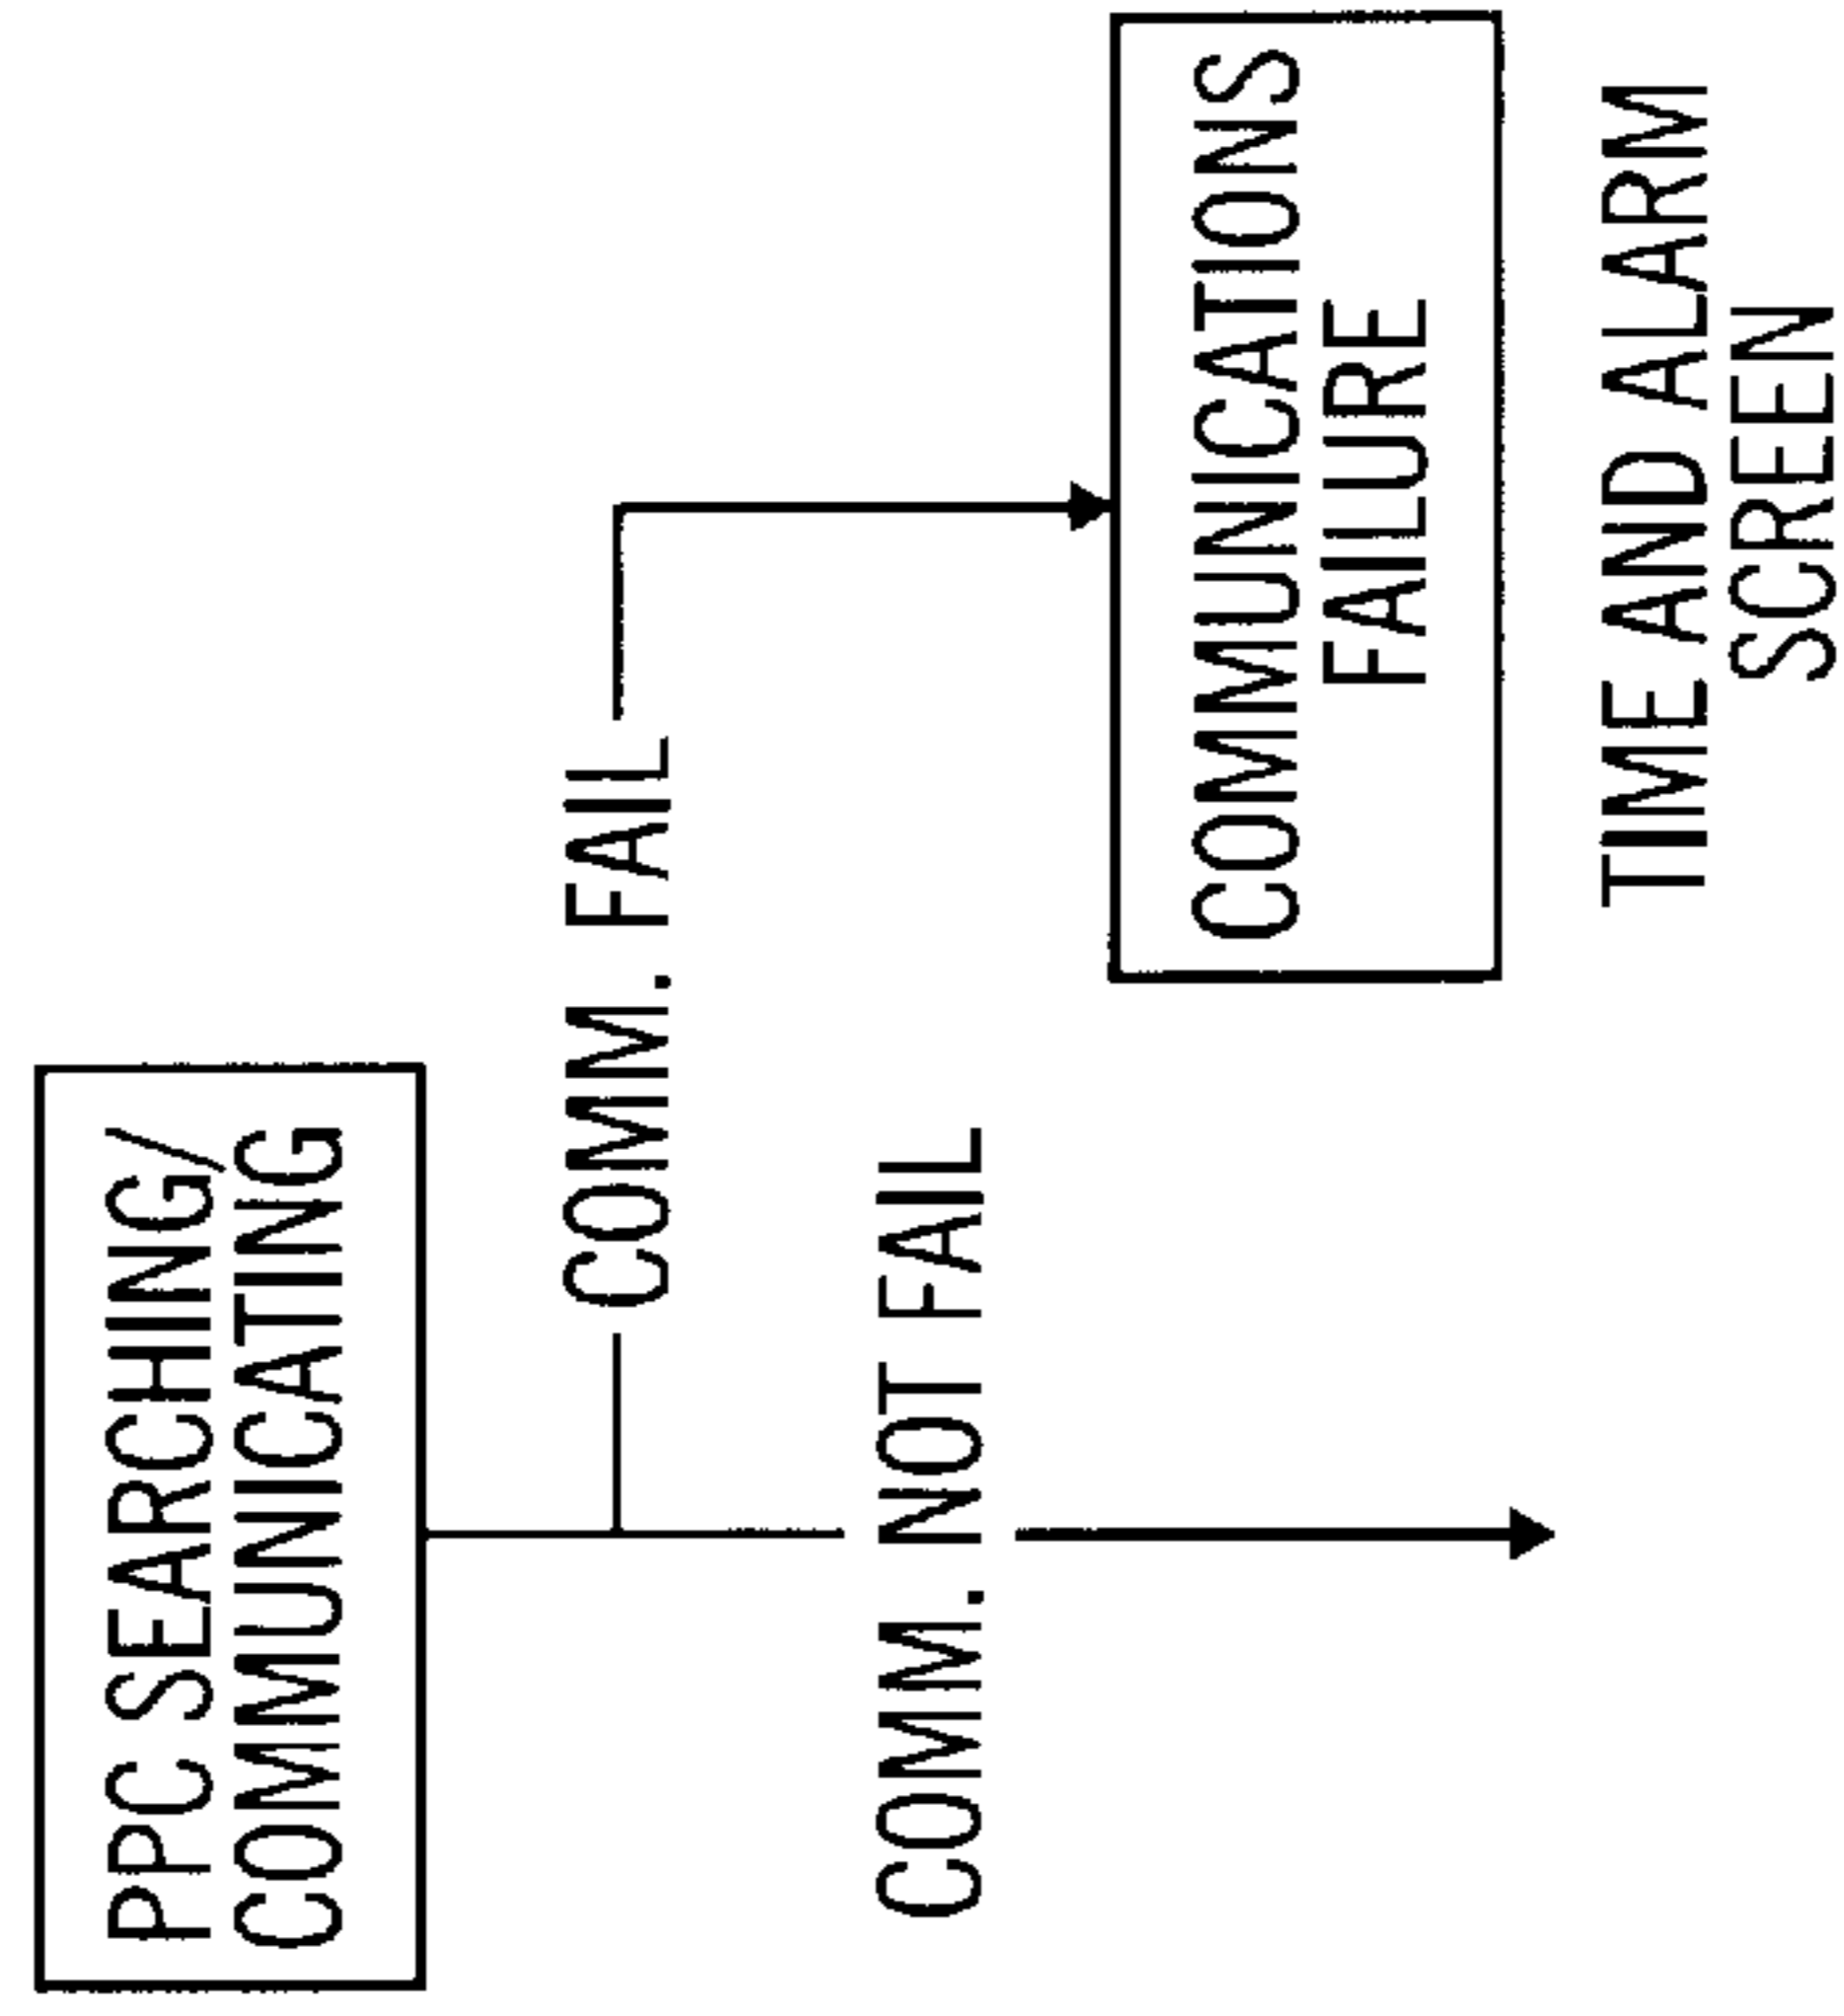 PPC SEARCHING/
COMMUNICATING
COMM. FAIL
COMM. NOT FAIL
COMMUNICATIONS
FAILURE
TIME AND ALARM
SCREEN